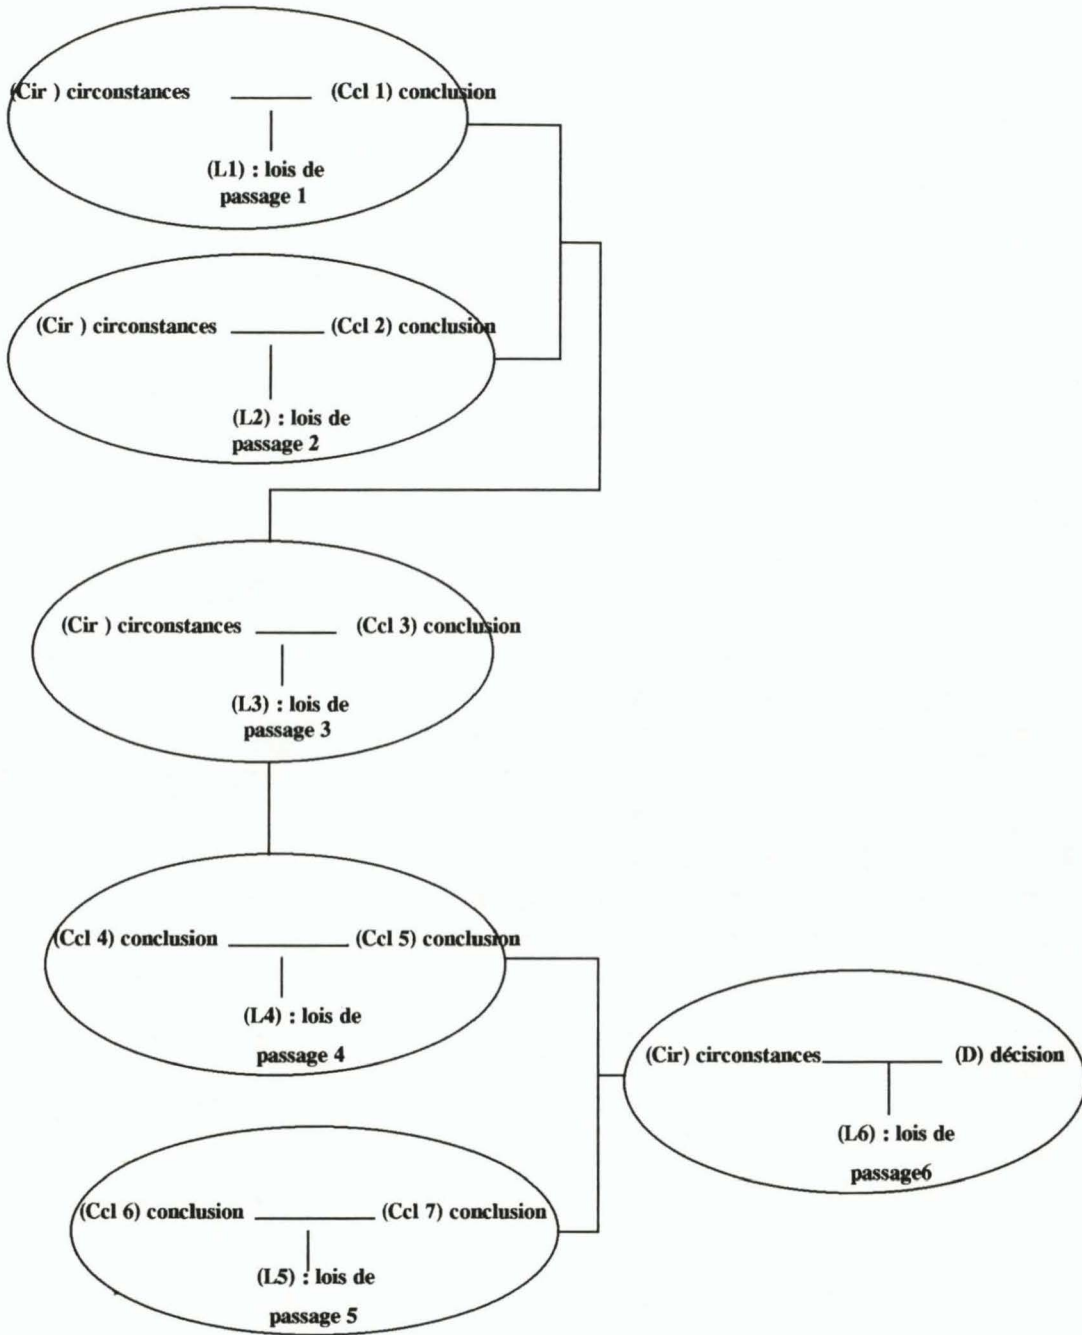 (Cir ) circonstances (Ccl 1) conclusion
(L1) : lois de
passage 1
(Cir ) circonstances (Ccl 2) conclusion
(L2) : lois de
passage 2
(Cir ) circonstances (Ccl 3) conclusion
(L3) : lois de
passage 3
(Ccl 4) conclusion (Ccl 5) conclusion
(L4) : lois de
passage 4
(Cir) circonstances (D) décision
(L6) : lois de
passage6
(Ccl 6) conclusion (Ccl 7) conclusion
(L5) : lois de
passage 5